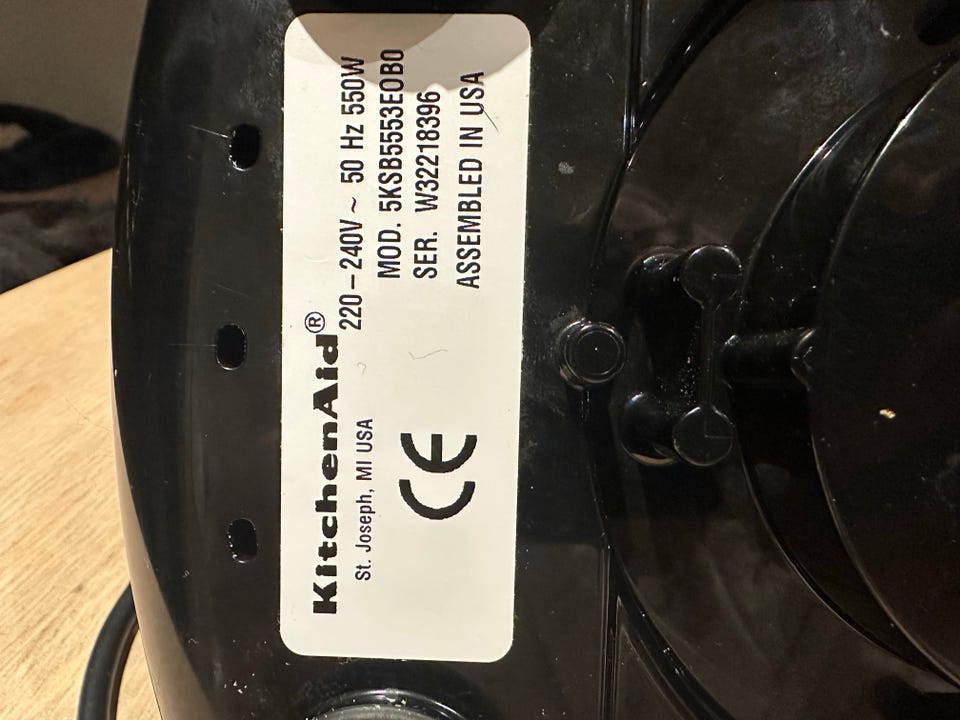 KitchenAid®
St. Joseph, MI USA
220-240V ~ 50 Hz 550W
MOD. 5KSB5553EOB0
SER. W32218396
ASSEMBLED IN USA
CE